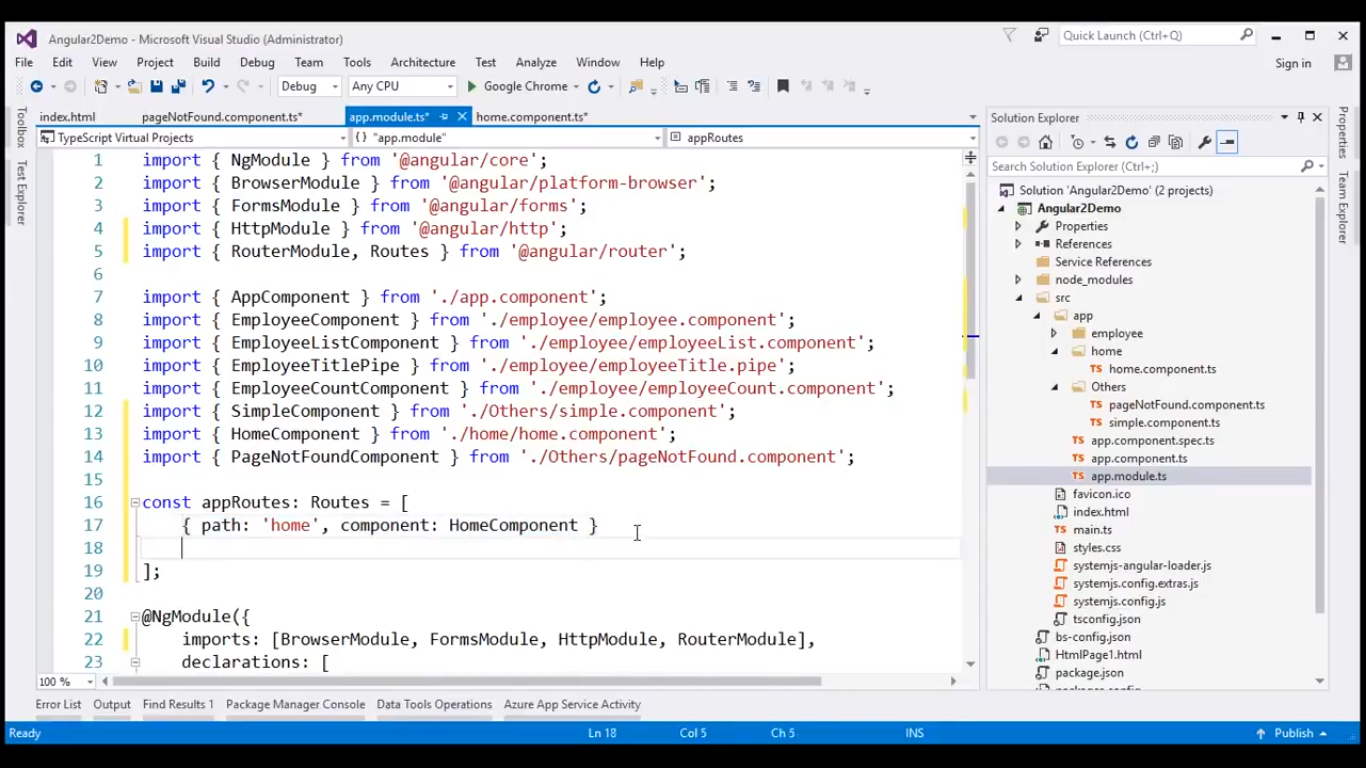 Angular2Demo - Microsoft Visual Studio (Administrator)
Quick Launch (Ctrl+Q)
File Edit View Project Build Debug Team Tools Architecture Test Analyze Window Help
Sign in
Debug Any CPU Google Chrome
Toolbox
Test Explorer
index.html pageNotFound.component.ts* app.module.ts* home.component.ts*
TypeScript Virtual Projects {} "app.module" appRoutes
1 import { NgModule } from '@angular/core';
2 import { BrowserModule } from '@angular/platform-browser';
3 import { FormsModule } from '@angular/forms';
4 import { HttpModule } from '@angular/http';
5 import { RouterModule, Routes } from '@angular/router';
6
7 import { AppComponent } from './app.component';
8 import { EmployeeComponent } from './employee/employee.component';
9 import { EmployeeListComponent } from './employee/employeeList.component';
10 import { EmployeeTitlePipe } from './employee/employeeTitle.pipe';
11 import { EmployeeCountComponent } from './employee/employeeCount.component';
12 import { SimpleComponent } from './Others/simple.component';
13 import { HomeComponent } from './home/home.component';
14 import { PageNotFoundComponent } from './Others/pageNotFound.component';
15
16 const appRoutes: Routes = [
17 { path: 'home', component: HomeComponent }
18
19 ];
20
21 @NgModule({
22 imports: [BrowserModule, FormsModule, HttpModule, RouterModule],
23 declarations: [
100 %
Solution Explorer
Search Solution Explorer (Ctrl+;)
Solution 'Angular2Demo' (2 projects)
Angular2Demo
Properties
References
Service References
node_modules
src
app
employee
home
TS home.component.ts
Others
TS pageNotFound.component.ts
TS simple.component.ts
TS app.component.spec.ts
TS app.component.ts
TS app.module.ts
favicon.ico
index.html
TS main.ts
styles.css
systemjs-angular-loader.js
systemjs.config.extras.js
systemjs.config.js
tsconfig.json
bs-config.json
HtmlPage1.html
package.json
Properties
Team Explorer
Error List Output Find Results 1 Package Manager Console Data Tools Operations Azure App Service Activity
Ready Ln 18 Col 5 Ch 5 INS Publish